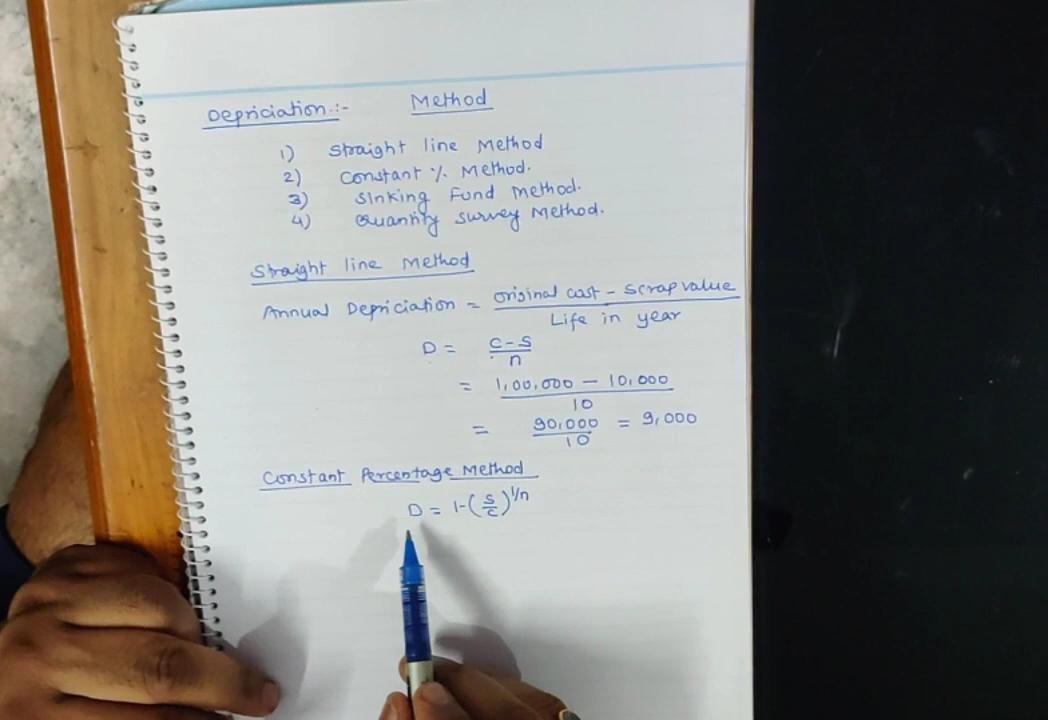 Depriciation:- Method
1) Straight line Method
2) Constant % Method.
3) Sinking Fund Method.
4) Quantity Survey Method.
Straight line Method
Annual Depriciation = original cost - scrap value / Life in year
D = C-S / n
= 1,00,000 - 10,000 / 10
= 90,000 / 10 = 9,000
Constant Percentage Method
D = 1-(S/C)^1/n